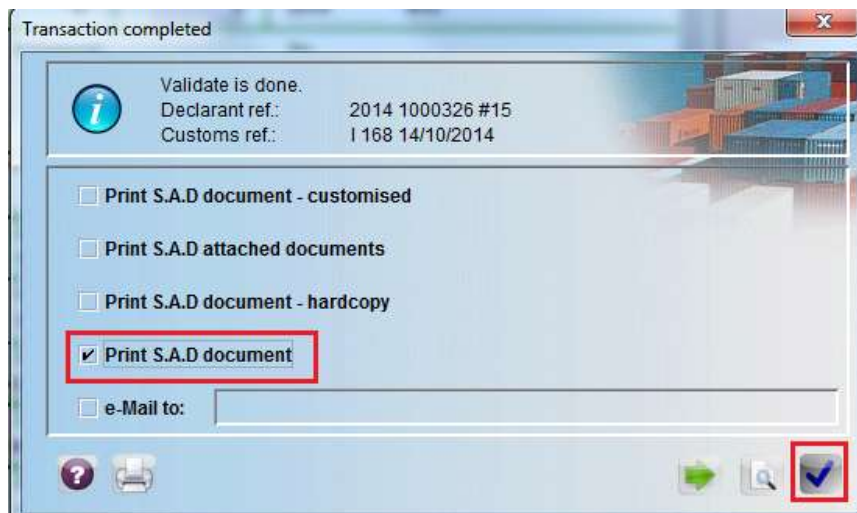 Transaction completed
Validate is done.
Declarant ref.: 2014 1000326 #15
Customs ref.: I 168 14/10/2014
Print S.A.D document - customised
Print S.A.D attached documents
Print S.A.D document - hardcopy
Print S.A.D document
e-Mail to: